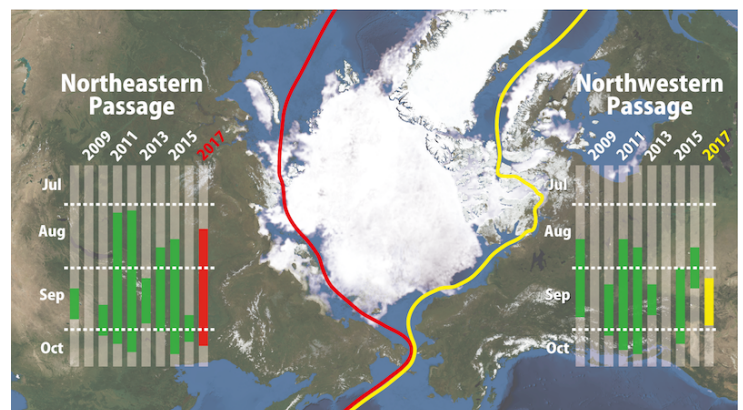 Northeastern
Passage
2009
2011
2013
2015
2017
Jul
Aug
Sep
Oct
Northwestern
Passage
2009
2011
2013
2015
2017
Jul
Aug
Sep
Oct